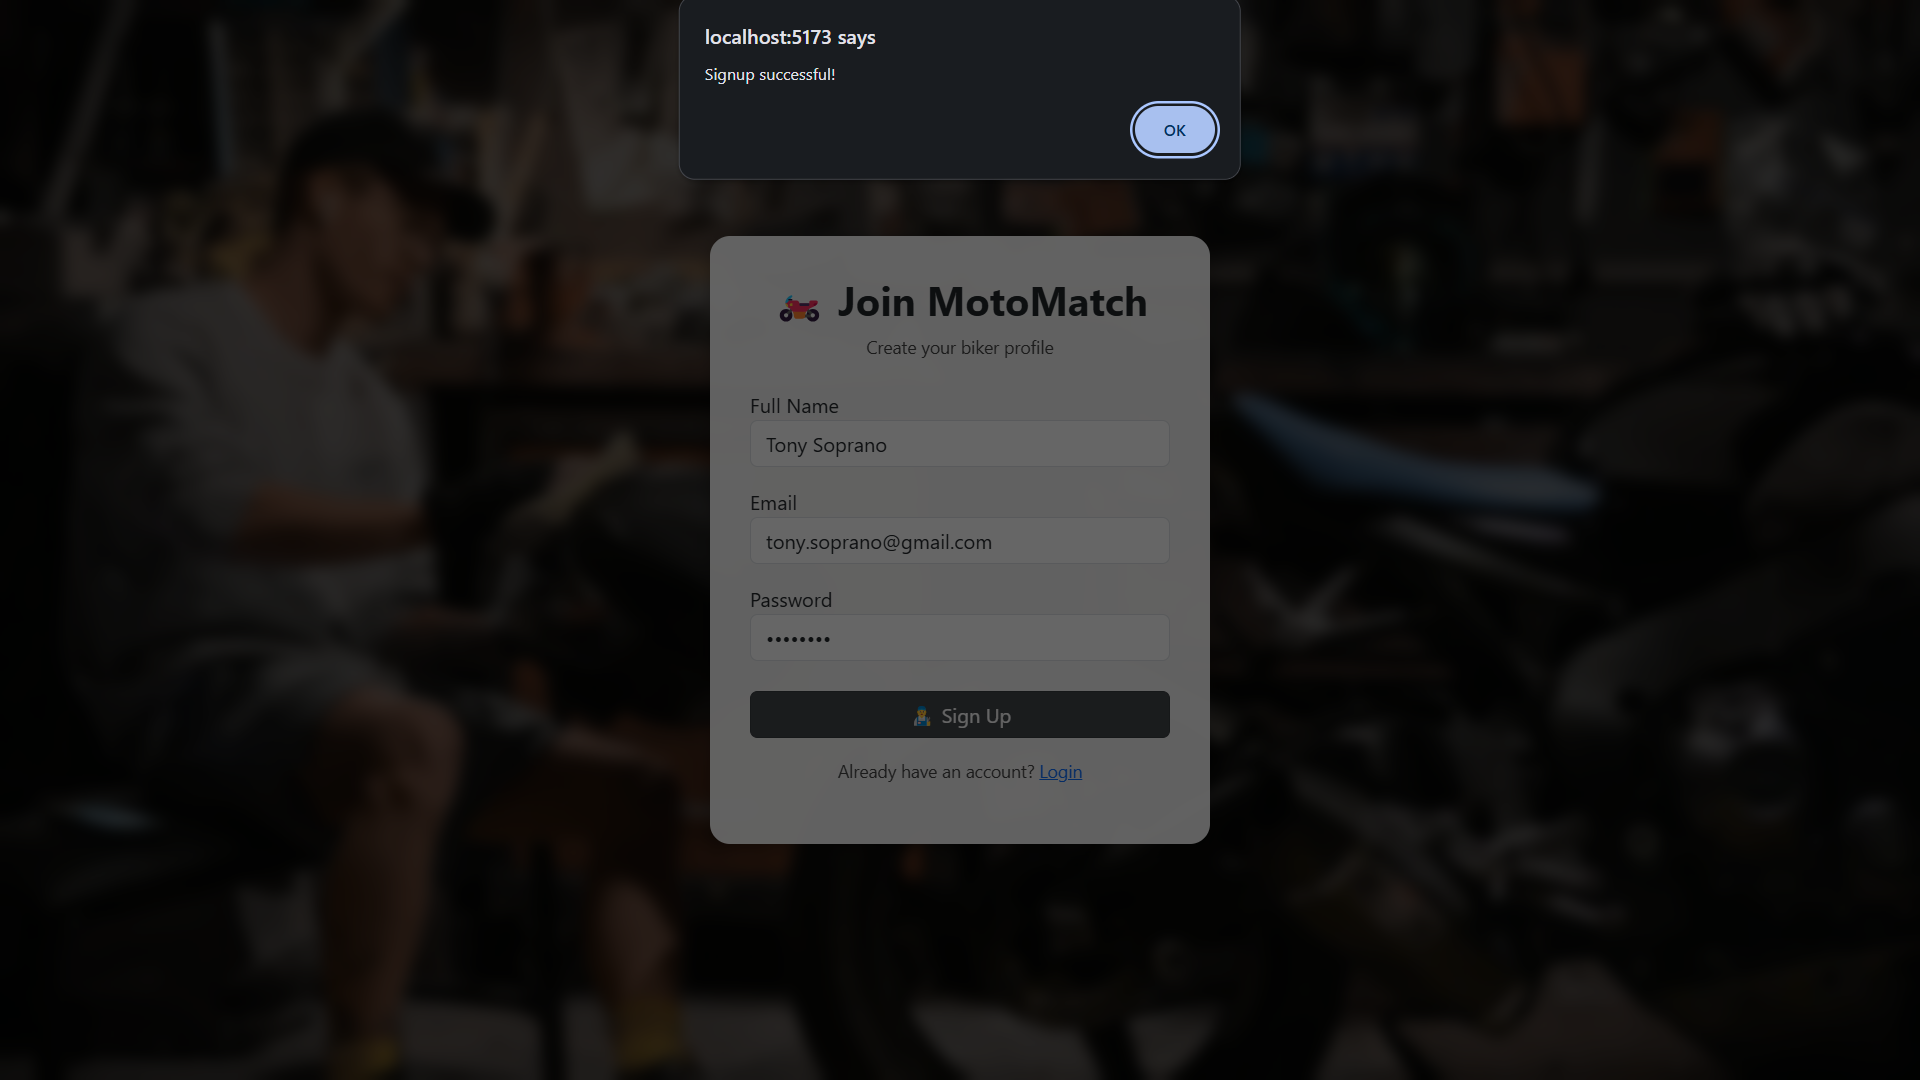 localhost:5173 says
Signup successful!
OK
Join MotoMatch
Create your biker profile
Full Name
Tony Soprano
Email
tony.soprano@gmail.com
Password
••••••••
Sign Up
Already have an account? Login